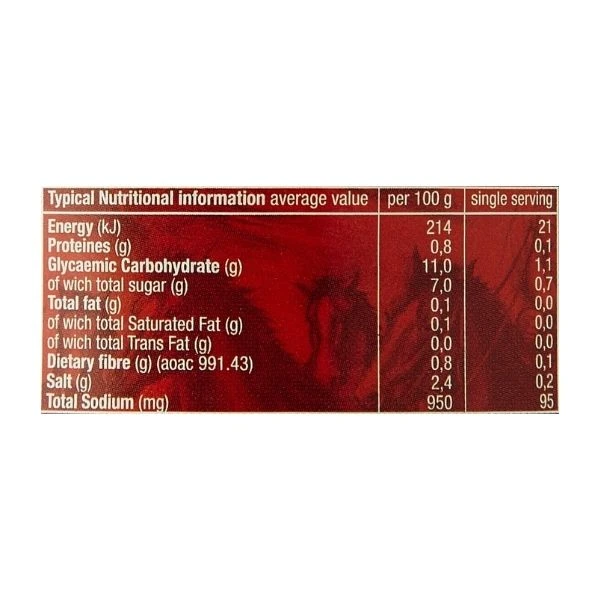 Typical Nutritional information average value per 100 g single serving
Energy (kJ) 214 21
Proteines (g) 0,8 0,1
Glycaemic Carbohydrate (g) 11,0 1,1
of wich total sugar (g) 7,0 0,7
Total fat (g) 0,1 0,0
of wich total Saturated Fat (g) 0,1 0,0
of wich total Trans Fat (g) 0,0 0,0
Dietary fibre (g) (aoac 991.43) 0,8 0,1
Salt (g) 2,4 0,2
Total Sodium (mg) 950 95